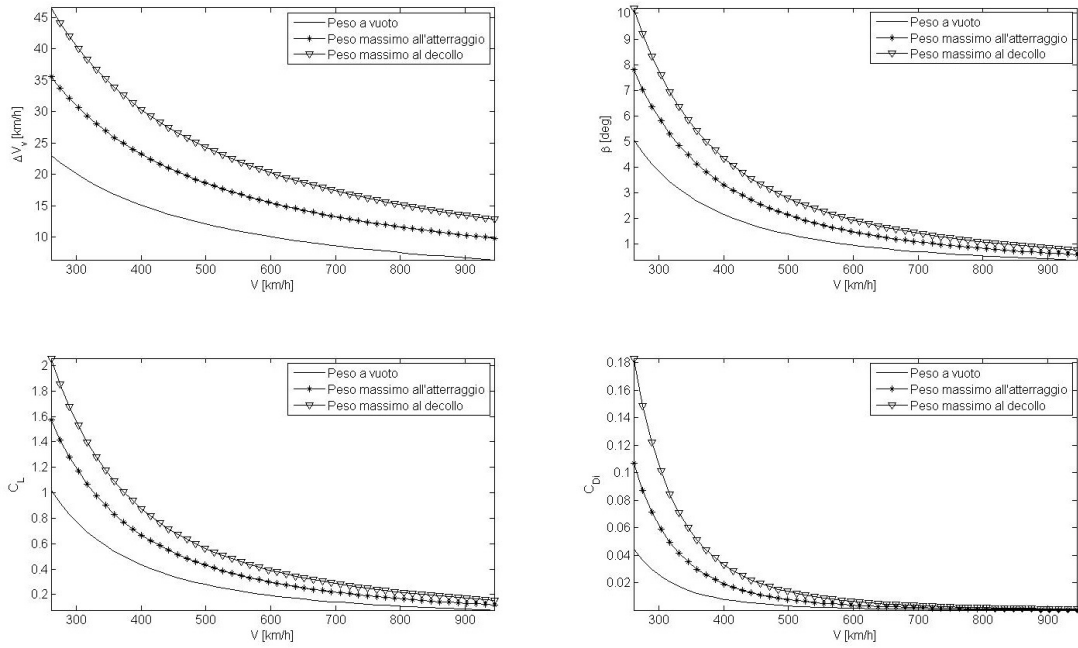 45
40
35
30
25
20
15
10
ΔVv [km/h]
300 400 500 600 700 800 900
V [km/h]
Peso a vuoto
Peso massimo all'atterraggio
Peso massimo al decollo
10
9
8
7
6
5
4
3
2
1
β [deg]
300 400 500 600 700 800 900
V [km/h]
Peso a vuoto
Peso massimo all'atterraggio
Peso massimo al decollo
2
1.8
1.6
1.4
1.2
1
0.8
0.6
0.4
0.2
CL
300 400 500 600 700 800 900
V [km/h]
Peso a vuoto
Peso massimo all'atterraggio
Peso massimo al decollo
0.18
0.16
0.14
0.12
0.1
0.08
0.06
0.04
0.02
CDi
300 400 500 600 700 800 900
V [km/h]
Peso a vuoto
Peso massimo all'atterraggio
Peso massimo al decollo